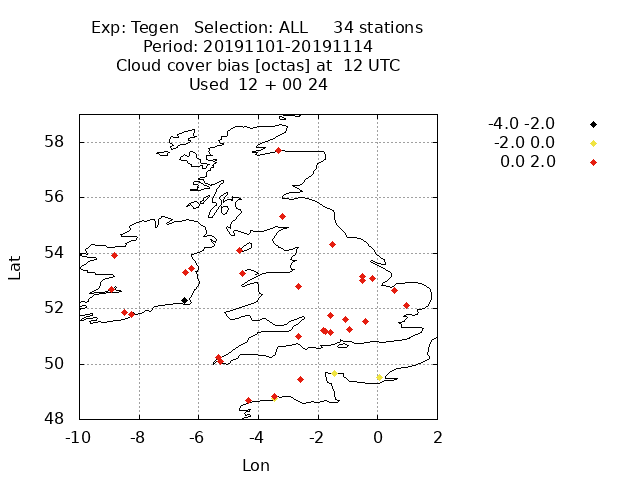 Exp: Tegen   Selection: ALL     34 stations
Period: 20191101-20191114
Cloud cover bias [octas] at  12 UTC
Used  12 + 00 24
-4.0 -2.0
-2.0 0.0
0.0 2.0
58
56
54
52
50
48
Lat
-10 -8 -6 -4 -2 0 2
Lon